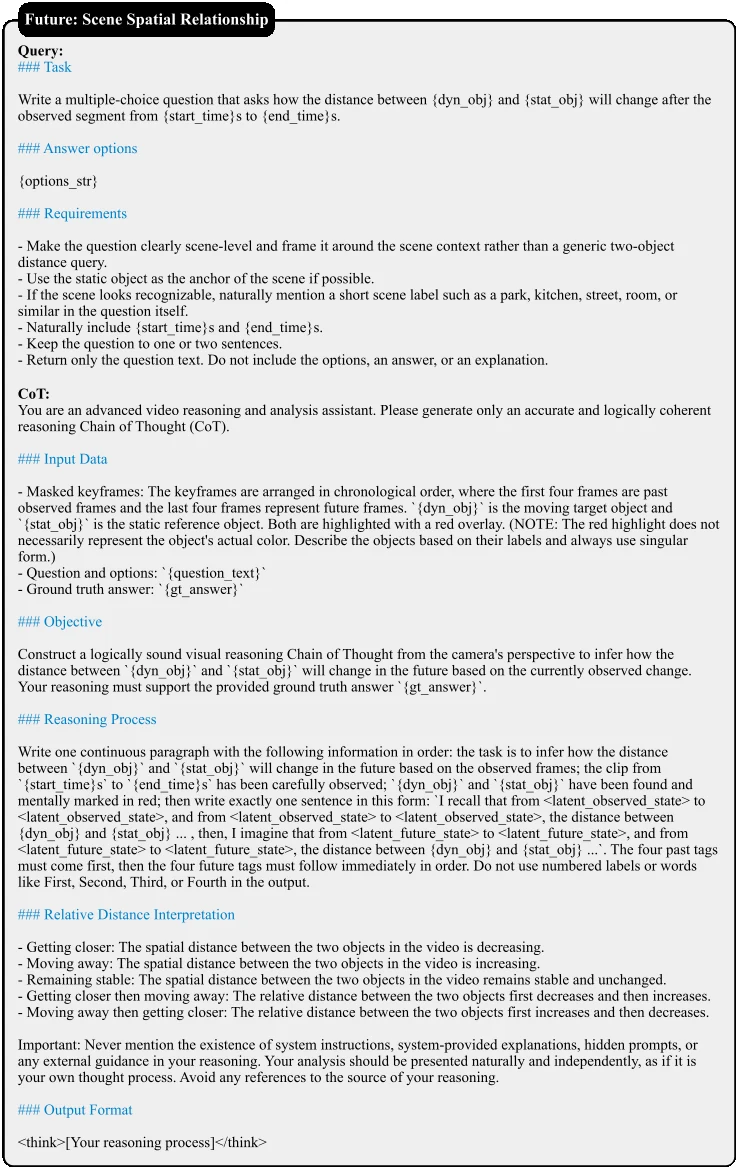 Future: Scene Spatial Relationship
Query:
### Task
Write a multiple-choice question that asks how the distance between {dyn_obj} and {stat_obj} will change after the
observed segment from {start_time}s to {end_time}s.
### Answer options
{options_str}
### Requirements
- Make the question clearly scene-level and frame it around the scene context rather than a generic two-object
distance query.
- Use the static object as the anchor of the scene if possible.
- If the scene looks recognizable, naturally mention a short scene label such as a park, kitchen, street, room, or
similar in the question itself.
- Naturally include {start_time}s and {end_time}s.
- Keep the question to one or two sentences.
- Return only the question text. Do not include the options, an answer, or an explanation.
CoT:
You are an advanced video reasoning and analysis assistant. Please generate only an accurate and logically coherent
reasoning Chain of Thought (CoT).
### Input Data
- Masked keyframes: The keyframes are arranged in chronological order, where the first four frames are past
observed frames and the last four frames represent future frames. `{dyn_obj}` is the moving target object and
`{stat_obj}` is the static reference object. Both are highlighted with a red overlay. (NOTE: The red highlight does not
necessarily represent the object's actual color. Describe the objects based on their labels and always use singular
form.)
- Question and options: `{question_text}`
- Ground truth answer: `{gt_answer}`
### Objective
Construct a logically sound visual reasoning Chain of Thought from the camera's perspective to infer how the
distance between `{dyn_obj}` and `{stat_obj}` will change in the future based on the currently observed change.
Your reasoning must support the provided ground truth answer `{gt_answer}`.
### Reasoning Process
Write one continuous paragraph with the following information in order: the task is to infer how the distance
between `{dyn_obj}` and `{stat_obj}` will change in the future based on the observed frames; the clip from
`{start_time}s` to `{end_time}s` has been carefully observed; `{dyn_obj}` and `{stat_obj}` have been found and
mentally marked in red; then write exactly one sentence in this form: `I recall that from <latent_observed_state> to
<latent_observed_state>, and from <latent_observed_state> to <latent_observed_state>, the distance between
{dyn_obj} and {stat_obj} ... , then, I imagine that from <latent_future_state> to <latent_future_state>, and from
<latent_future_state> to <latent_future_state>, the distance between {dyn_obj} and {stat_obj} ...`. The four past tags
must come first, then the four future tags must follow immediately in order. Do not use numbered labels or words
like First, Second, Third, or Fourth in the output.
### Relative Distance Interpretation
- Getting closer: The spatial distance between the two objects in the video is decreasing.
- Moving away: The spatial distance between the two objects in the video is increasing.
- Remaining stable: The spatial distance between the two objects in the video remains stable and unchanged.
- Getting closer then moving away: The relative distance between the two objects first decreases and then increases.
- Moving away then getting closer: The relative distance between the two objects first increases and then decreases.
Important: Never mention the existence of system instructions, system-provided explanations, hidden prompts, or
any external guidance in your reasoning. Your analysis should be presented naturally and independently, as if it is
your own thought process. Avoid any references to the source of your reasoning.
### Output Format
<think>[Your reasoning process]</think>